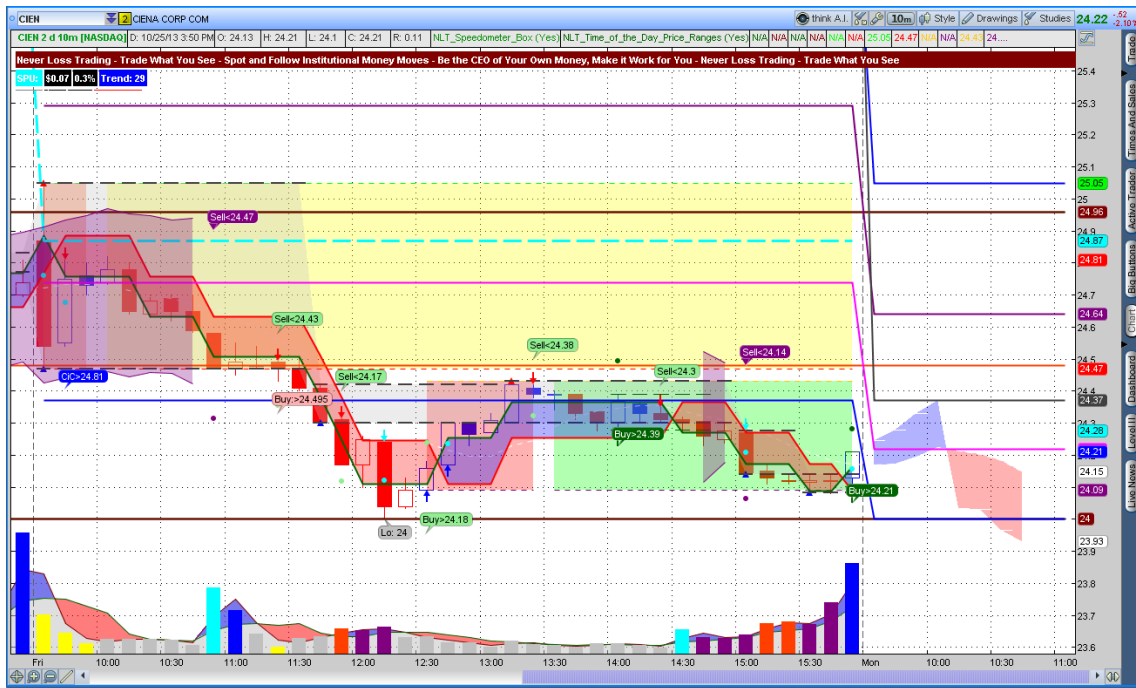 CIEN 2 CIENA CORP COM think A.I. 10m Style Drawings Studies 24.22 -.52 -2.10%
CIEN 2 d 10m [NASDAQ] D: 10/25/13 3:50 PM O: 24.13 H: 24.21 L: 24.1 C: 24.21 R: 0.11 NLT_Speedometer_Box (Yes) NLT_Time_of_the_Day_Price_Ranges (Yes) N/A N/A N/A N/A N/A N/A 25.05 24.47 N/A N/A 24.43 24....
Never Loss Trading - Trade What You See - Spot and Follow Institutional Money Moves - Be the CEO of Your Own Money, Make it Work for You - Never Loss Trading - Trade What You See
SPU: $0.07 0.3% Trend: 29
Sell<24.47
Sell<24.43
Sell<24.38
Sell<24.14
Sell<24.3
Sell<24.17
CiC>24.81
Buy:>24.495
Buy>24.39
Buy>24.21
Buy>24.18
Lo: 24
25.4
25.3
25.2
25.1
25.05
25
24.96
24.9
24.87
24.81
24.7
24.64
24.6
24.5
24.47
24.4
24.37
24.3
24.28
24.21
24.15
24.09
24
23.93
23.9
23.8
23.7
23.6
Trade
Times And Sales
Active Trader
Big Buttons
Chart
Dashboard
Level II
Live News
Fri 10:00 10:30 11:00 11:30 12:00 12:30 13:00 13:30 14:00 14:30 15:00 15:30 Mon 10:00 10:30 11:00